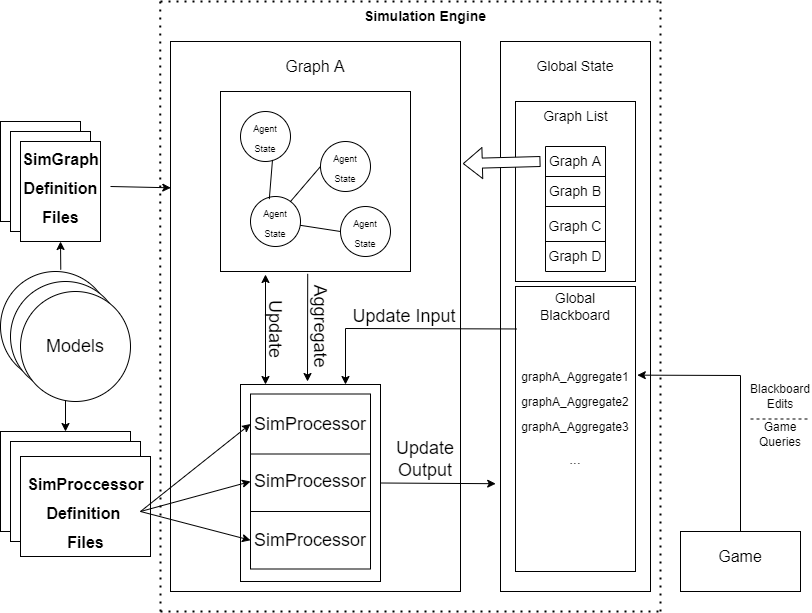 Simulation Engine
Graph A
Agent
State
Agent
State
Agent
State
Agent
State
Global State
Graph List
Graph A
Graph B
Graph C
Graph D
SimGraph
Definition
Files
Models
SimProccessor
Definition
Files
Update
Aggregate
Update Input
SimProcessor
SimProcessor
SimProcessor
Update
Output
Global
Blackboard
graphA_Aggregate1
graphA_Aggregate2
graphA_Aggregate3
...
Blackboard
Edits
Game
Queries
Game